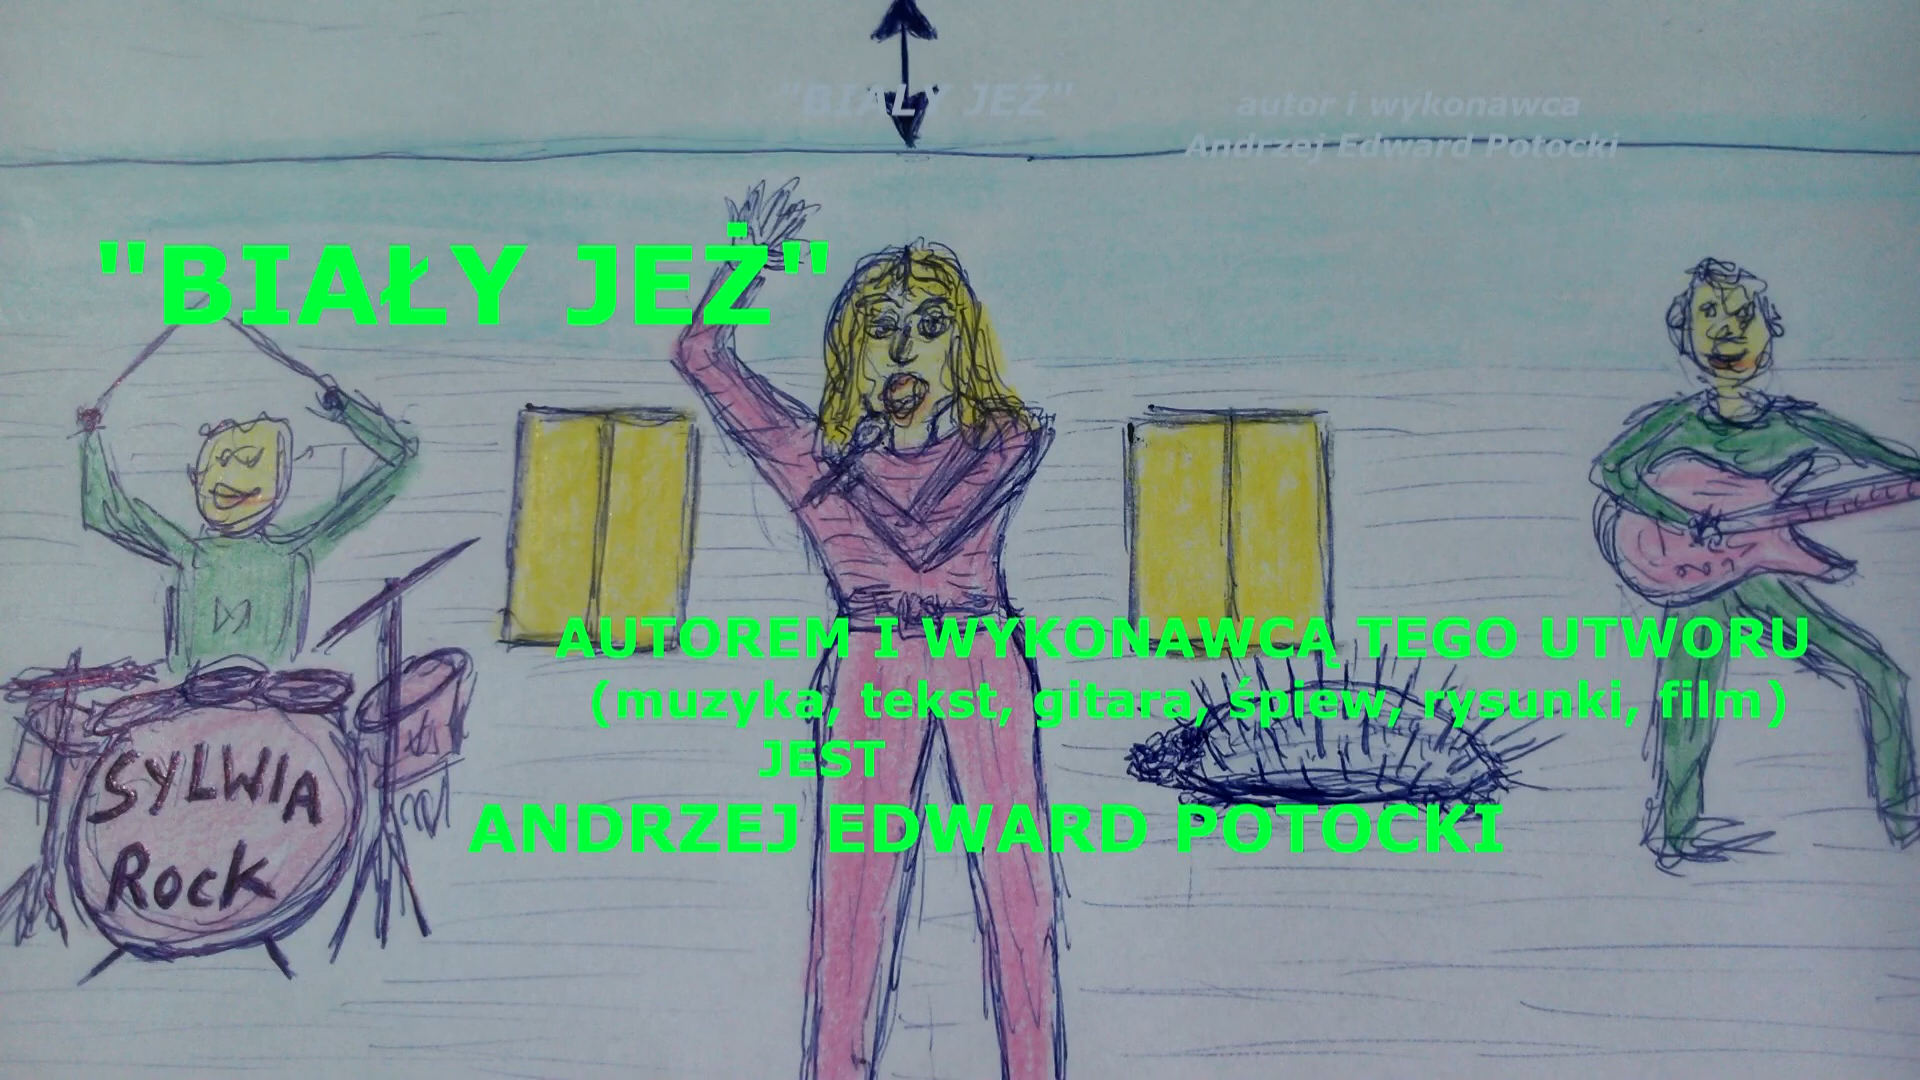 "BIAŁY JEŻ"
autor i wykonawca
Andrzej Edward Potocki
"BIAŁY JEŻ"
AUTOREM I WYKONAWCĄ TEGO UTWORU
(muzyka, tekst, gitara, śpiew, rysunki, film)
JEST
ANDRZEJ EDWARD POTOCKI
SYLWIA
ROCK